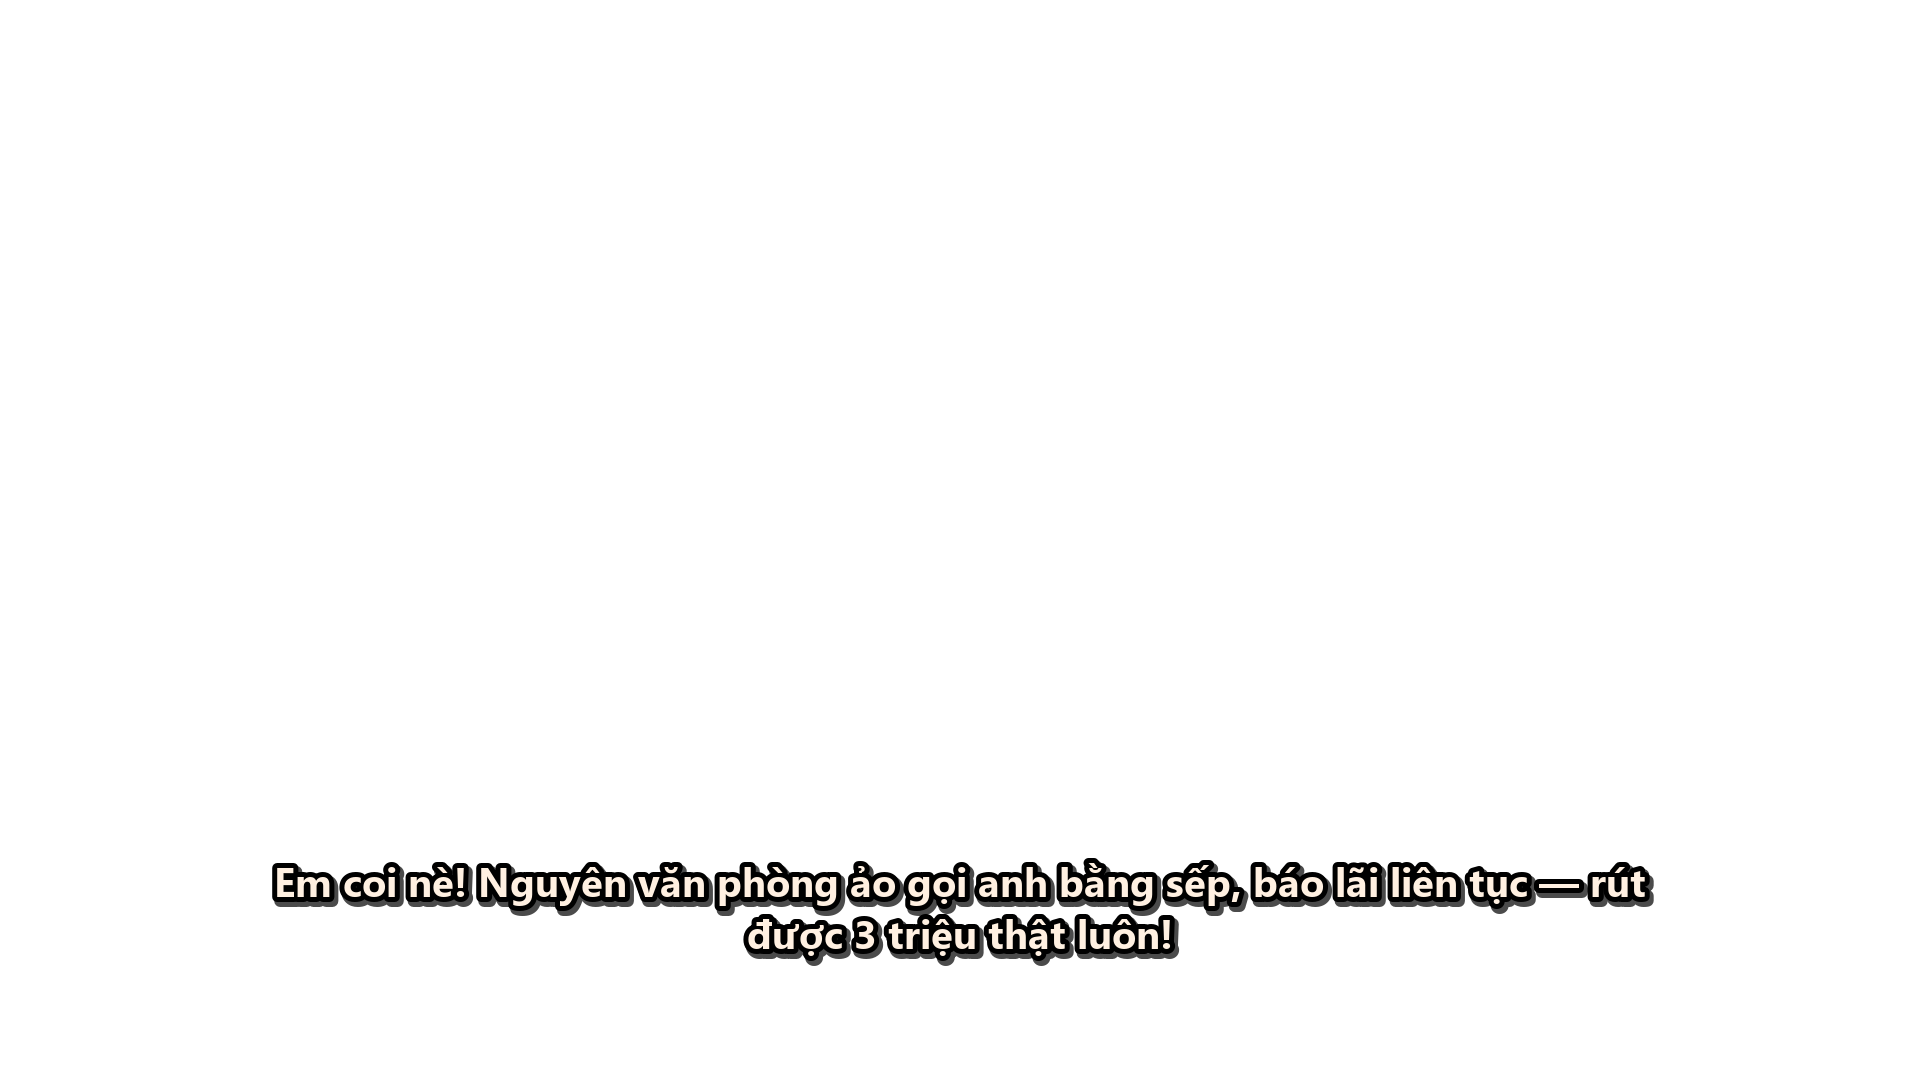 Em coi nè! Nguyên văn phòng ảo gọi anh bằng sếp, báo lãi liên tục — rút
được 3 triệu thật luôn!